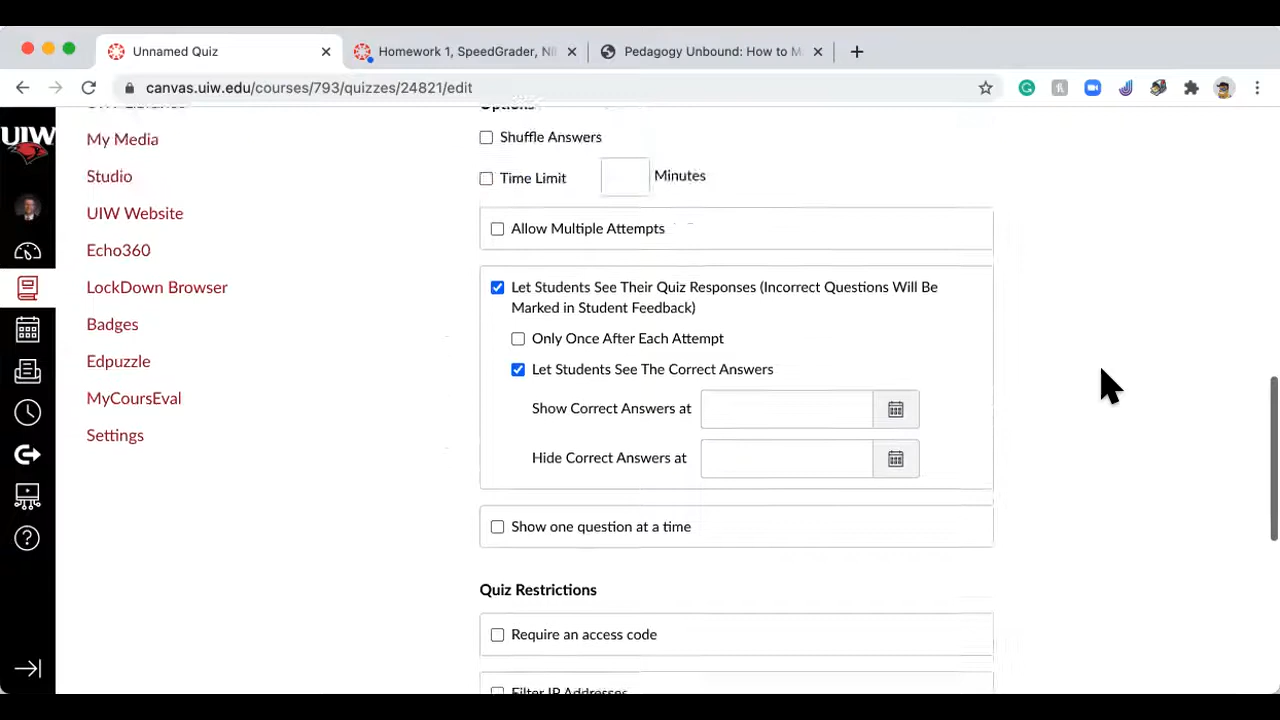 Unnamed Quiz
Homework 1, SpeedGrader, NI
Pedagogy Unbound: How to M
canvas.uiw.edu/courses/793/quizzes/24821/edit
UIW
My Media
Studio
UIW Website
Echo360
LockDown Browser
Badges
Edpuzzle
MyCoursEval
Settings
Options
Shuffle Answers
Time Limit
Minutes
Allow Multiple Attempts
Let Students See Their Quiz Responses (Incorrect Questions Will Be
Marked in Student Feedback)
Only Once After Each Attempt
Let Students See The Correct Answers
Show Correct Answers at
Hide Correct Answers at
Show one question at a time
Quiz Restrictions
Require an access code
Filter IP Addresses